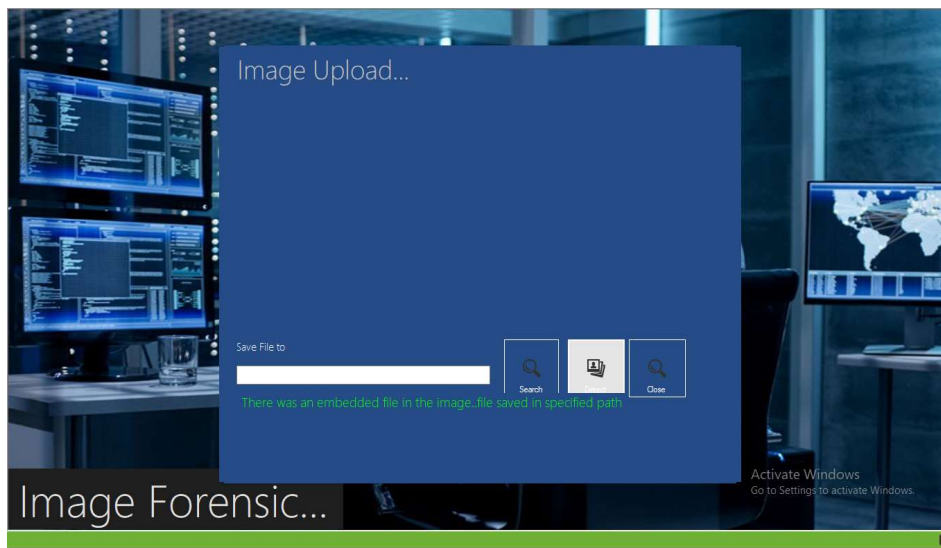 Image Upload...
Save File to
Search
Detect
Close
There was an embedded file in the image..file saved in specified path
Activate Windows
Go to Settings to activate Windows.
Image Forensic...